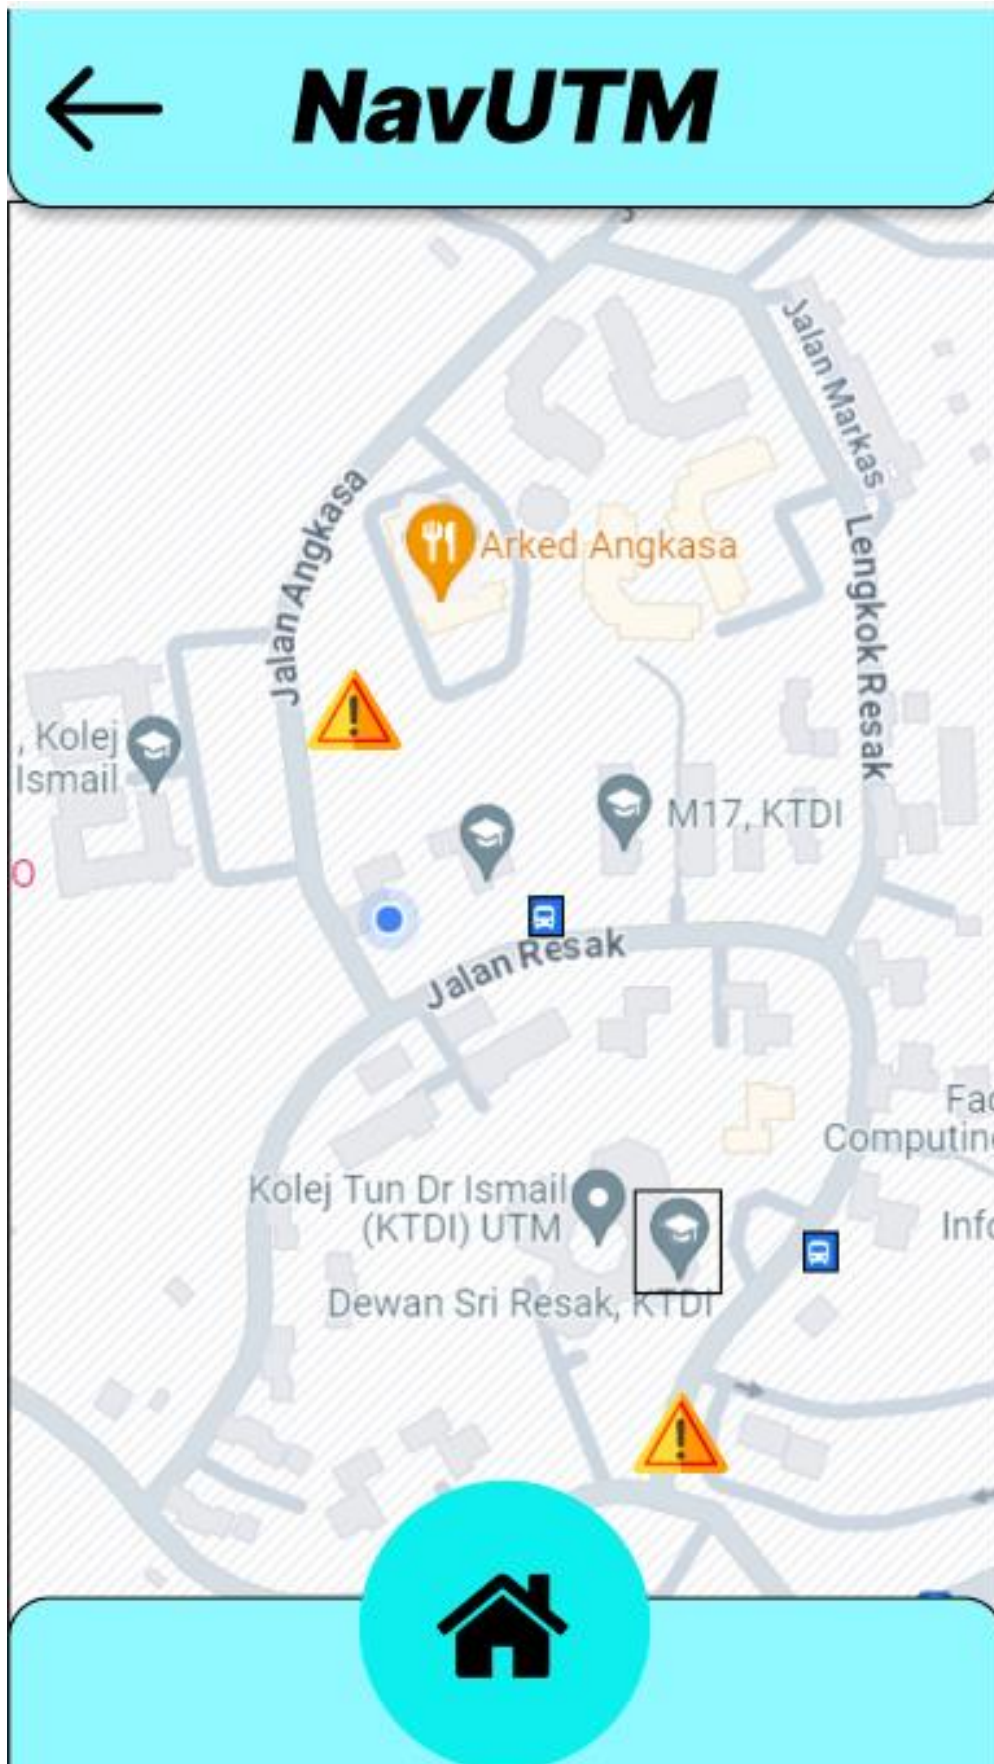 NavUTM
Jalan Markas
Jalan Angkasa
Arked Angkasa
Lengkok Resak
, Kolej
Ismail
M17, KTDI
O
Jalan Resak
Fac
Computing
Kolej Tun Dr Ismail
(KTDI) UTM
Info
Dewan Sri Resak, KTDI